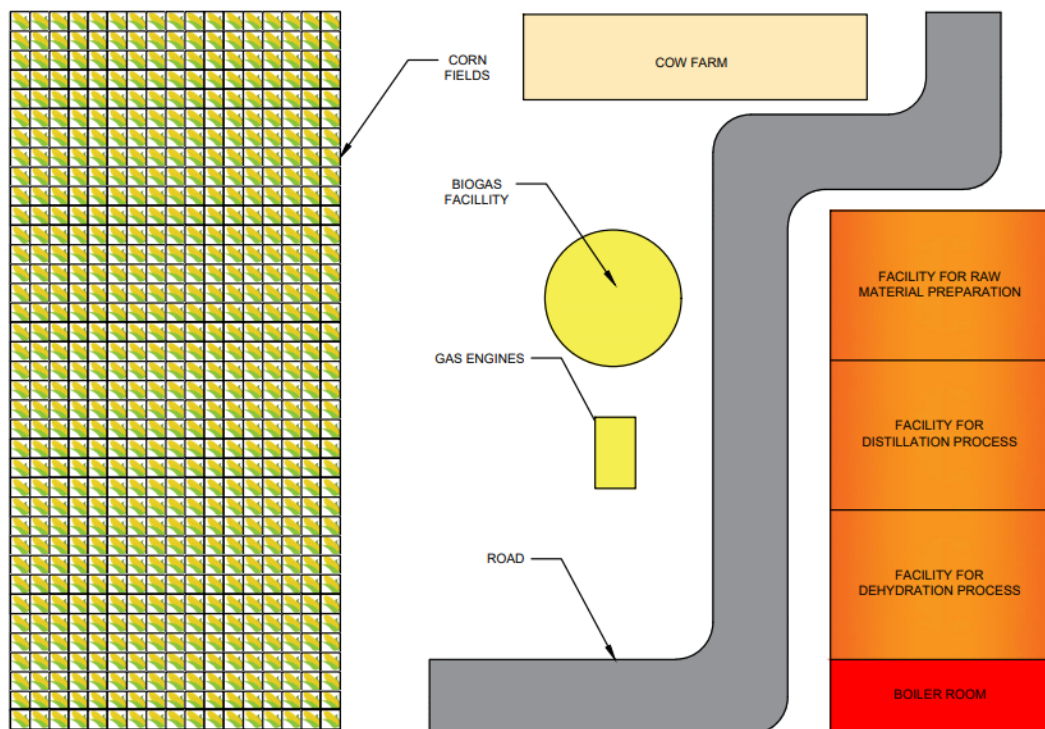 CORN
FIELDS
COW FARM
BIOGAS
FACILLITY
FACILITY FOR RAW
MATERIAL PREPARATION
GAS ENGINES
FACILITY FOR
DISTILLATION PROCESS
ROAD
FACILITY FOR
DEHYDRATION PROCESS
BOILER ROOM